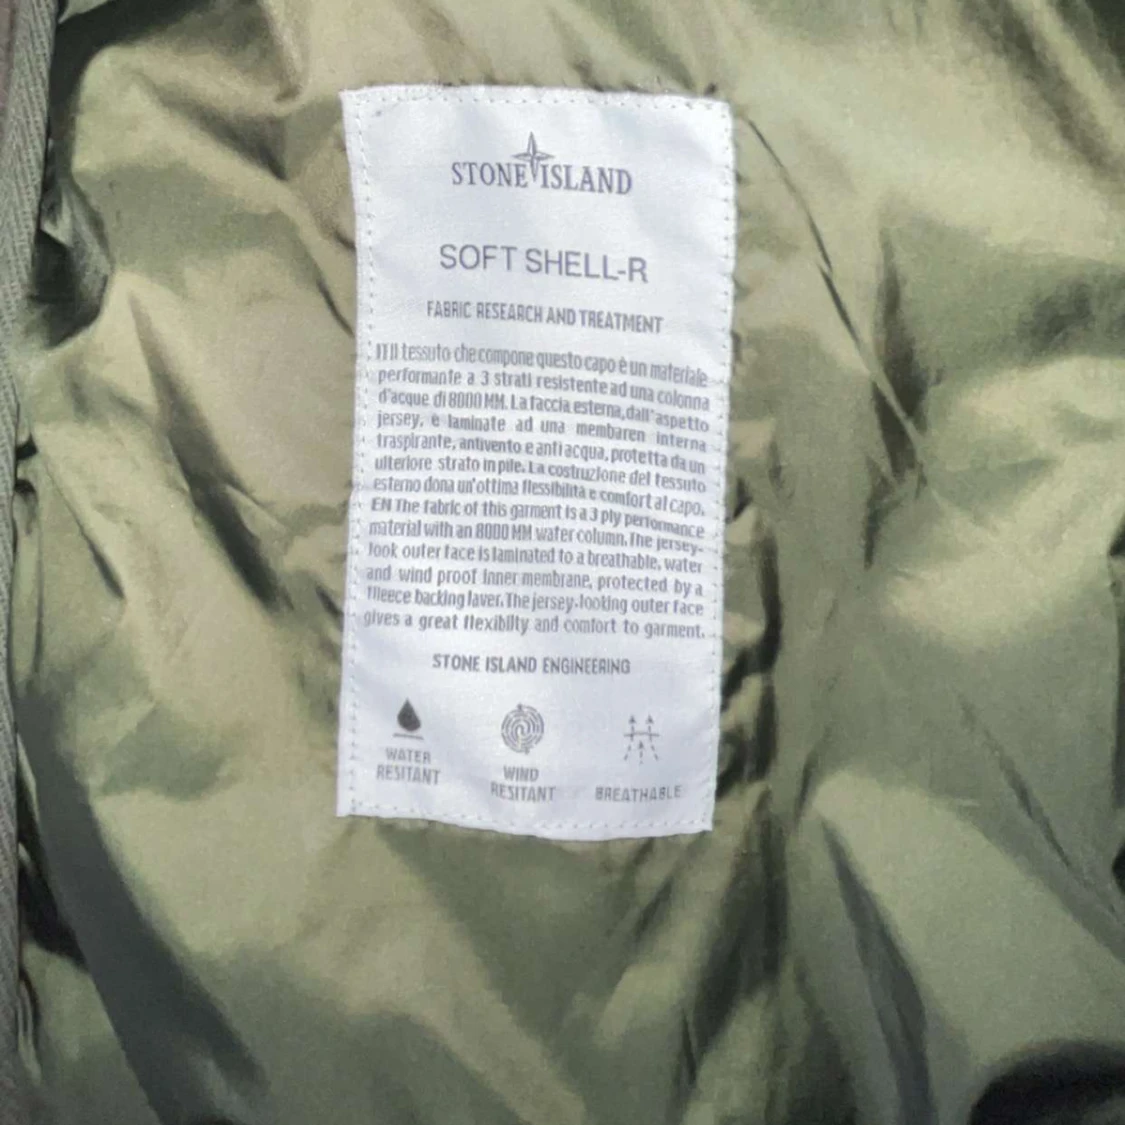 STONE ISLAND
SOFT SHELL-R
FABRIC RESEARCH AND TREATMENT
IT Il tessuto che compone questo capo è un materiale
performante a 3 strati resistente ad una colonna
d'acque di 8000 MM. La faccia esterna, dall'aspetto
jersey, e laminate ad una membaren interna
traspirante, antivento e antiacqua, protetta da un
ulteriore strato in pile. La costruzione del tessuto
esterno dona un'ottima flessibilità e comfort al capo.
EN The fabric of this garment is a 3 ply performance
material with an 8000 MM water column. The jersey-
look outer face is laminated to a breathable, water
and wind proof inner membrane, protected by a
fleece backing laver. The jersey-looking outer face
gives a great flexibilty and comfort to garment.
STONE ISLAND ENGINEERING
WATER
RESITANT
WIND
RESITANT
BREATHABLE